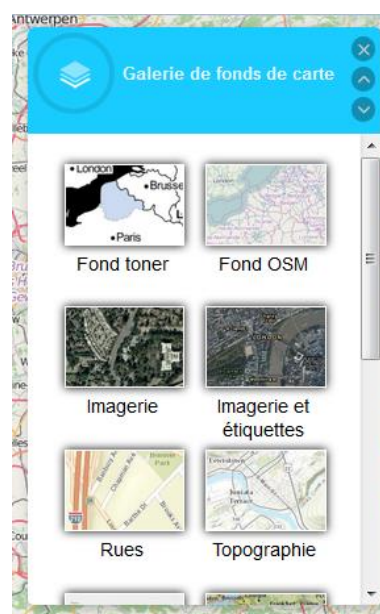 Antwerpen
Galerie de fonds de carte
London
Brusse
Paris
Fond toner
Fond OSM
LONDON
Imagerie
Imagerie et
étiquettes
Rues
Topographie